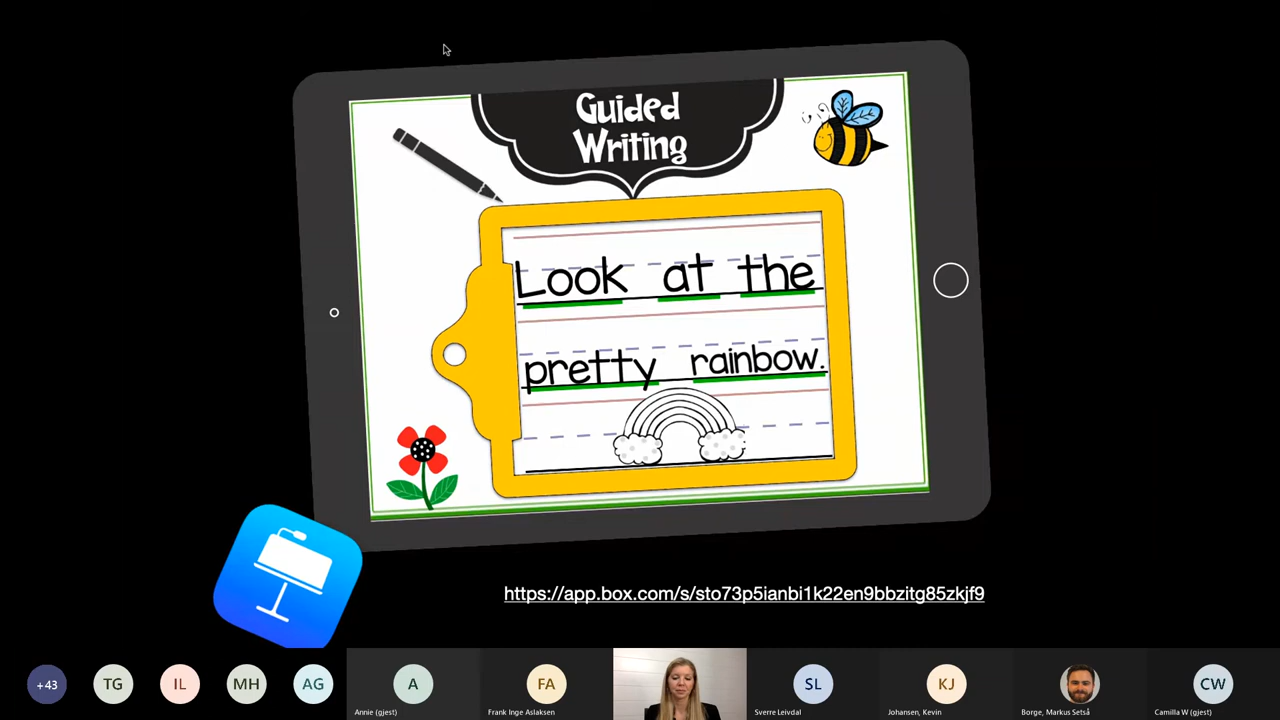 Guided
Writing
Look at the
pretty rainbow.
https://app.box.com/s/sto73p5ianbi1k22en9bbzitg85zkjf9
+43
TG
IL
MH
AG
A
FA
SL
KJ
CW
Annie (gjest)
Frank Inge Aslaksen
Sverre Leivdal
Johansen, Kevin
Borge, Markus Setså
Camilla W (gjest)